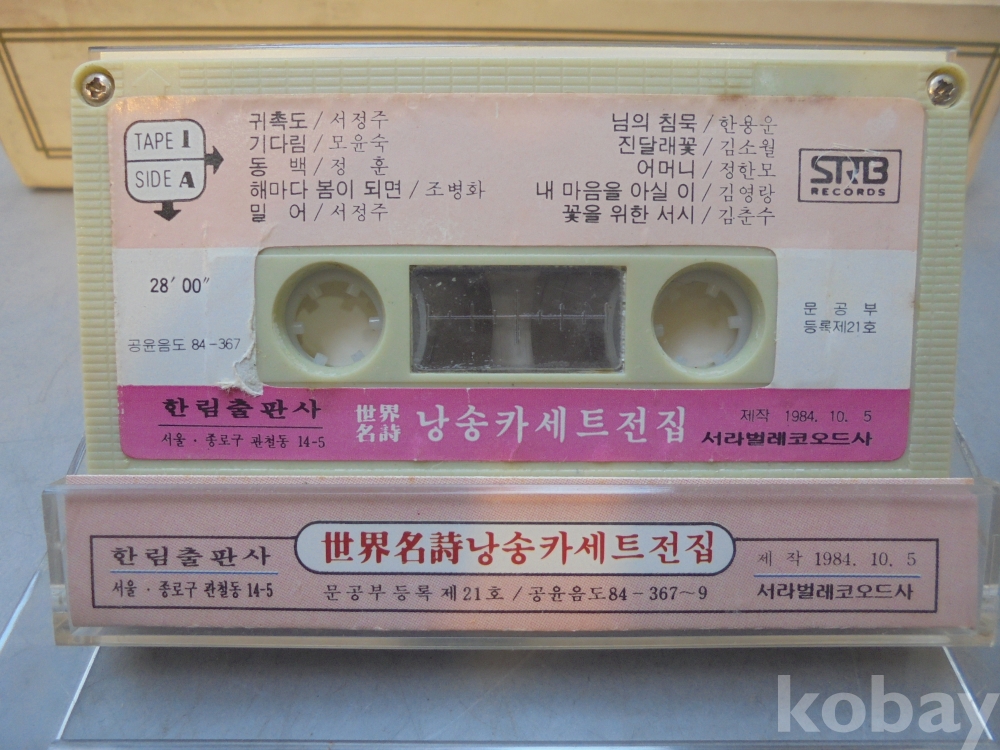 TAPE 1
SIDE A
귀촉도 / 서정주
기다림 / 모윤숙
동 백 / 정 훈
해마다 봄이 되면 / 조병화
밀 어 / 서정주
님의 침묵 / 한용운
진달래꽃 / 김소월
어머니 / 정한모
내 마음을 아실 이 / 김영랑
꽃을 위한 서시 / 김춘수
SRB
RECORDS
28′ 00″
공윤음도 84-367
문 공 부
등록제21호
한림출판사
서울·종로구 관철동 14-5
世界
名詩 낭송카세트전집
제작 1984. 10. 5
서라벌레코오드사
한림출판사
서울·종로구 관철동 14-5
世界名詩낭송카세트전집
문공부등록 제21호 / 공윤음도84-367~9
제 작 1984. 10. 5
서라벌레코오드사
kobay